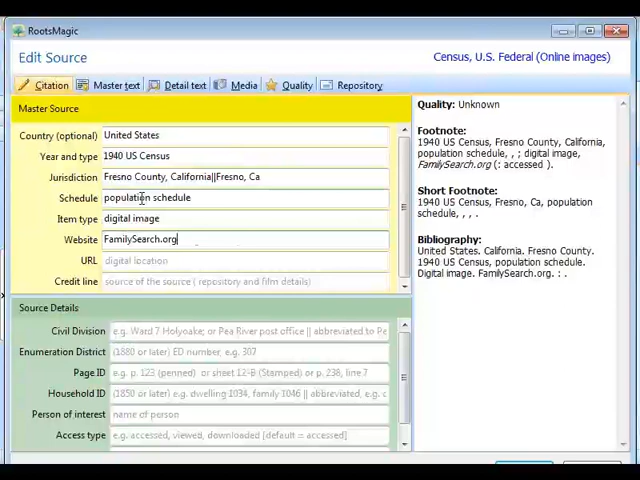 RootsMagic
Edit Source
Census, U.S. Federal (Online images)
Citation Master text Detail text Media Quality Repository
Master Source
Country (optional) United States
Year and type 1940 US Census
Jurisdiction Fresno County, California||Fresno, Ca
Schedule population schedule
Item type digital image
Website FamilySearch.org
URL digital location
Credit line source of the source ( repository and film details)
Source Details
Civil Division e.g. Ward 7 Holyoake; or Pea River post office || abbreviated to Pe
Enumeration District (1880 or later) ED number, e.g. 307
Page ID e.g. p. 123 (penned) or sheet 12-B (Stamped) or p. 238, line 7
Household ID (1850 or later) e.g. dwelling 1034, family 1046 || abbreviated, e.g. c
Person of interest name of person
Access type e.g. accessed, viewed, downloaded [default = accessed]
Quality: Unknown
Footnote:
1940 US Census, Fresno County, California,
population schedule, , ; digital image,
FamilySearch.org (: accessed ).
Short Footnote:
1940 US Census, Fresno, Ca, population
schedule, , , .
Bibliography:
United States. California. Fresno County.
1940 US Census, population schedule.
Digital image. FamilySearch.org. : .